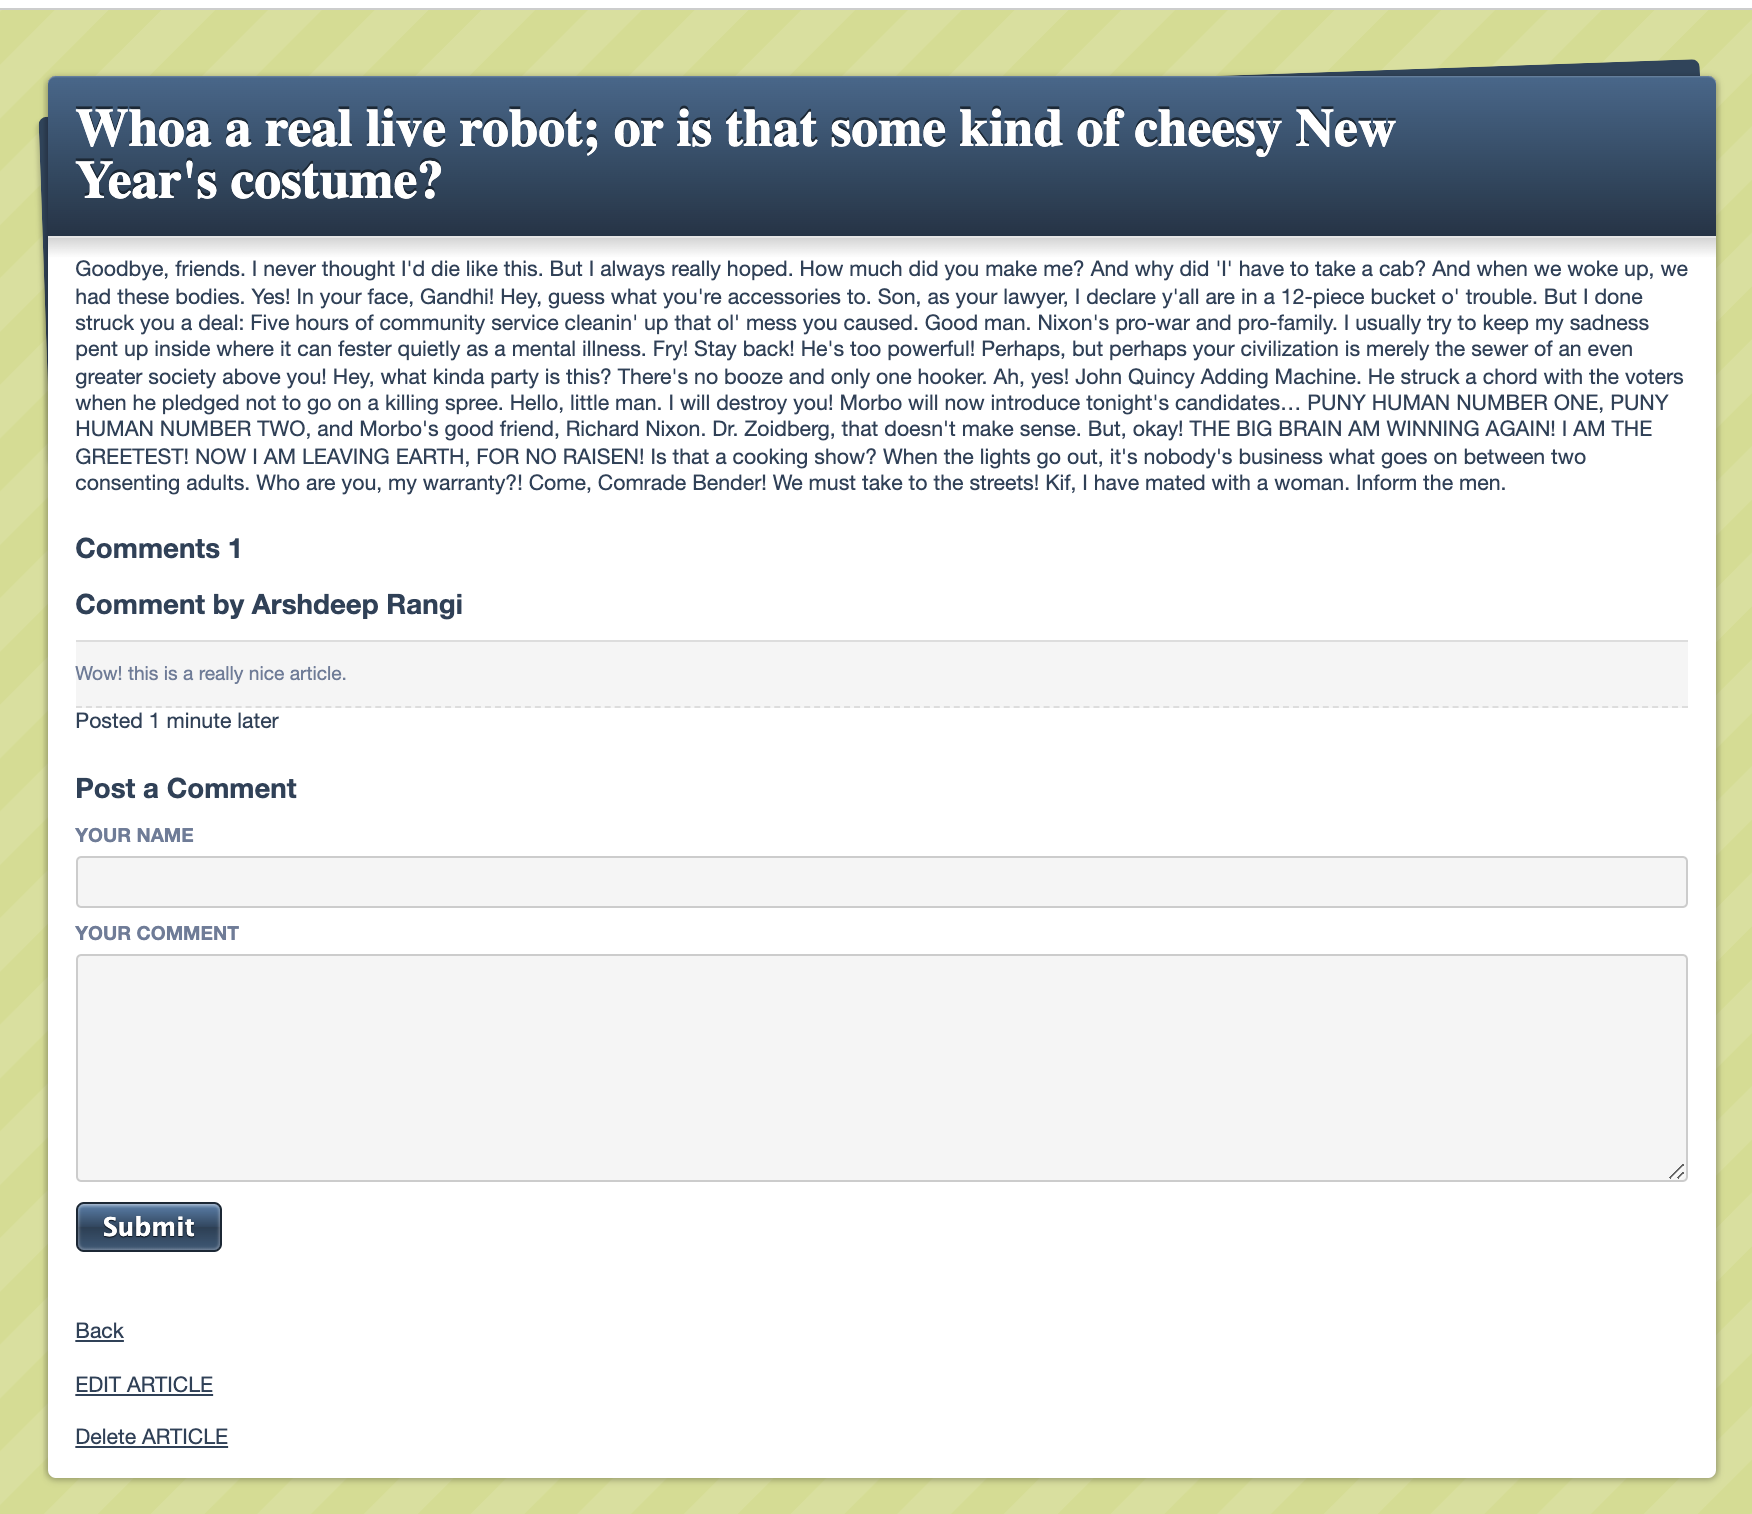 Whoa a real live robot; or is that some kind of cheesy New
Year's costume?
Goodbye, friends. I never thought I'd die like this. But I always really hoped. How much did you make me? And why did 'I' have to take a cab? And when we woke up, we
had these bodies. Yes! In your face, Gandhi! Hey, guess what you're accessories to. Son, as your lawyer, I declare y'all are in a 12-piece bucket o' trouble. But I done
struck you a deal: Five hours of community service cleanin' up that ol' mess you caused. Good man. Nixon's pro-war and pro-family. I usually try to keep my sadness
pent up inside where it can fester quietly as a mental illness. Fry! Stay back! He's too powerful! Perhaps, but perhaps your civilization is merely the sewer of an even
greater society above you! Hey, what kinda party is this? There's no booze and only one hooker. Ah, yes! John Quincy Adding Machine. He struck a chord with the voters
when he pledged not to go on a killing spree. Hello, little man. I will destroy you! Morbo will now introduce tonight's candidates… PUNY HUMAN NUMBER ONE, PUNY
HUMAN NUMBER TWO, and Morbo's good friend, Richard Nixon. Dr. Zoidberg, that doesn't make sense. But, okay! THE BIG BRAIN AM WINNING AGAIN! I AM THE
GREETEST! NOW I AM LEAVING EARTH, FOR NO RAISEN! Is that a cooking show? When the lights go out, it's nobody's business what goes on between two
consenting adults. Who are you, my warranty?! Come, Comrade Bender! We must take to the streets! Kif, I have mated with a woman. Inform the men.
Comments 1
Comment by Arshdeep Rangi
Wow! this is a really nice article.
Posted 1 minute later
Post a Comment
YOUR NAME
YOUR COMMENT
Submit
Back
EDIT ARTICLE
Delete ARTICLE